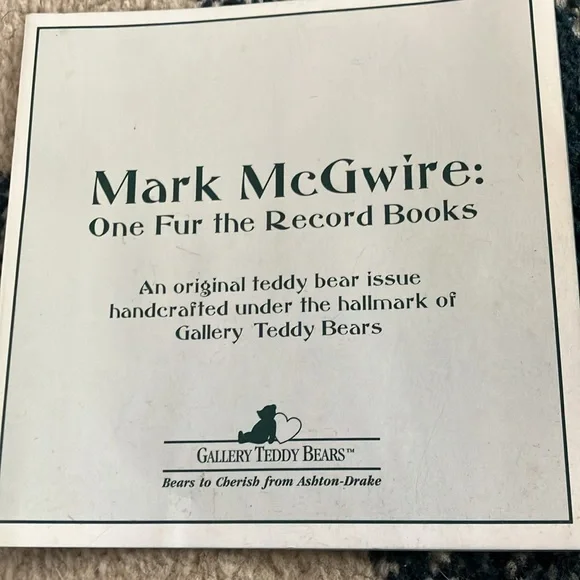 Mark McGwire:
One Fur the Record Books
An original teddy bear issue
handcrafted under the hallmark of
Gallery Teddy Bears
GALLERY TEDDY BEARS™
Bears to Cherish from Ashton-Drake